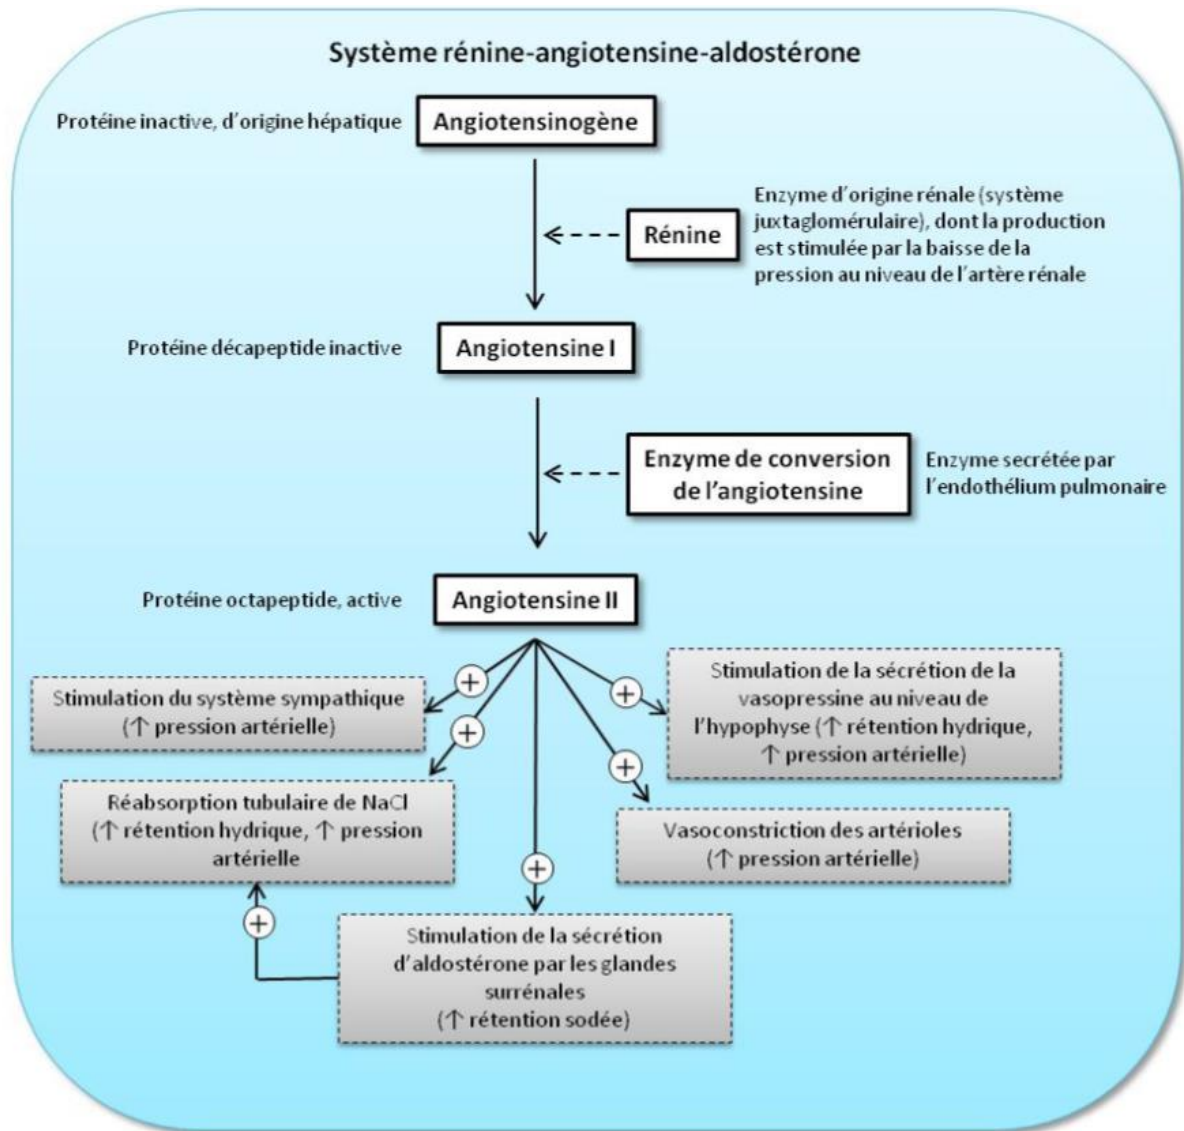 Système rénine-angiotensine-aldostérone
Protéine inactive, d'origine hépatique
Angiotensinogène
Enzyme d'origine rénale (système
juxtaglomérulaire), dont la production
est stimulée par la baisse de la
pression au niveau de l'artère rénale
Rénine
Protéine décapeptide inactive
Angiotensine I
Enzyme de conversion
de l'angiotensine
Enzyme secrétée par
l'endothélium pulmonaire
Protéine octapeptide, active
Angiotensine II
Stimulation du système sympathique
(↑ pression artérielle)
+
+
+
+
+
Stimulation de la sécrétion de la
vasopressine au niveau de
l'hypophyse (↑ rétention hydrique,
↑ pression artérielle)
Réabsorption tubulaire de NaCl
(↑ rétention hydrique, ↑ pression
artérielle
Vasoconstriction des artérioles
(↑ pression artérielle)
+
Stimulation de la sécrétion
d'aldostérone par les glandes
surrénales
(↑ rétention sodée)